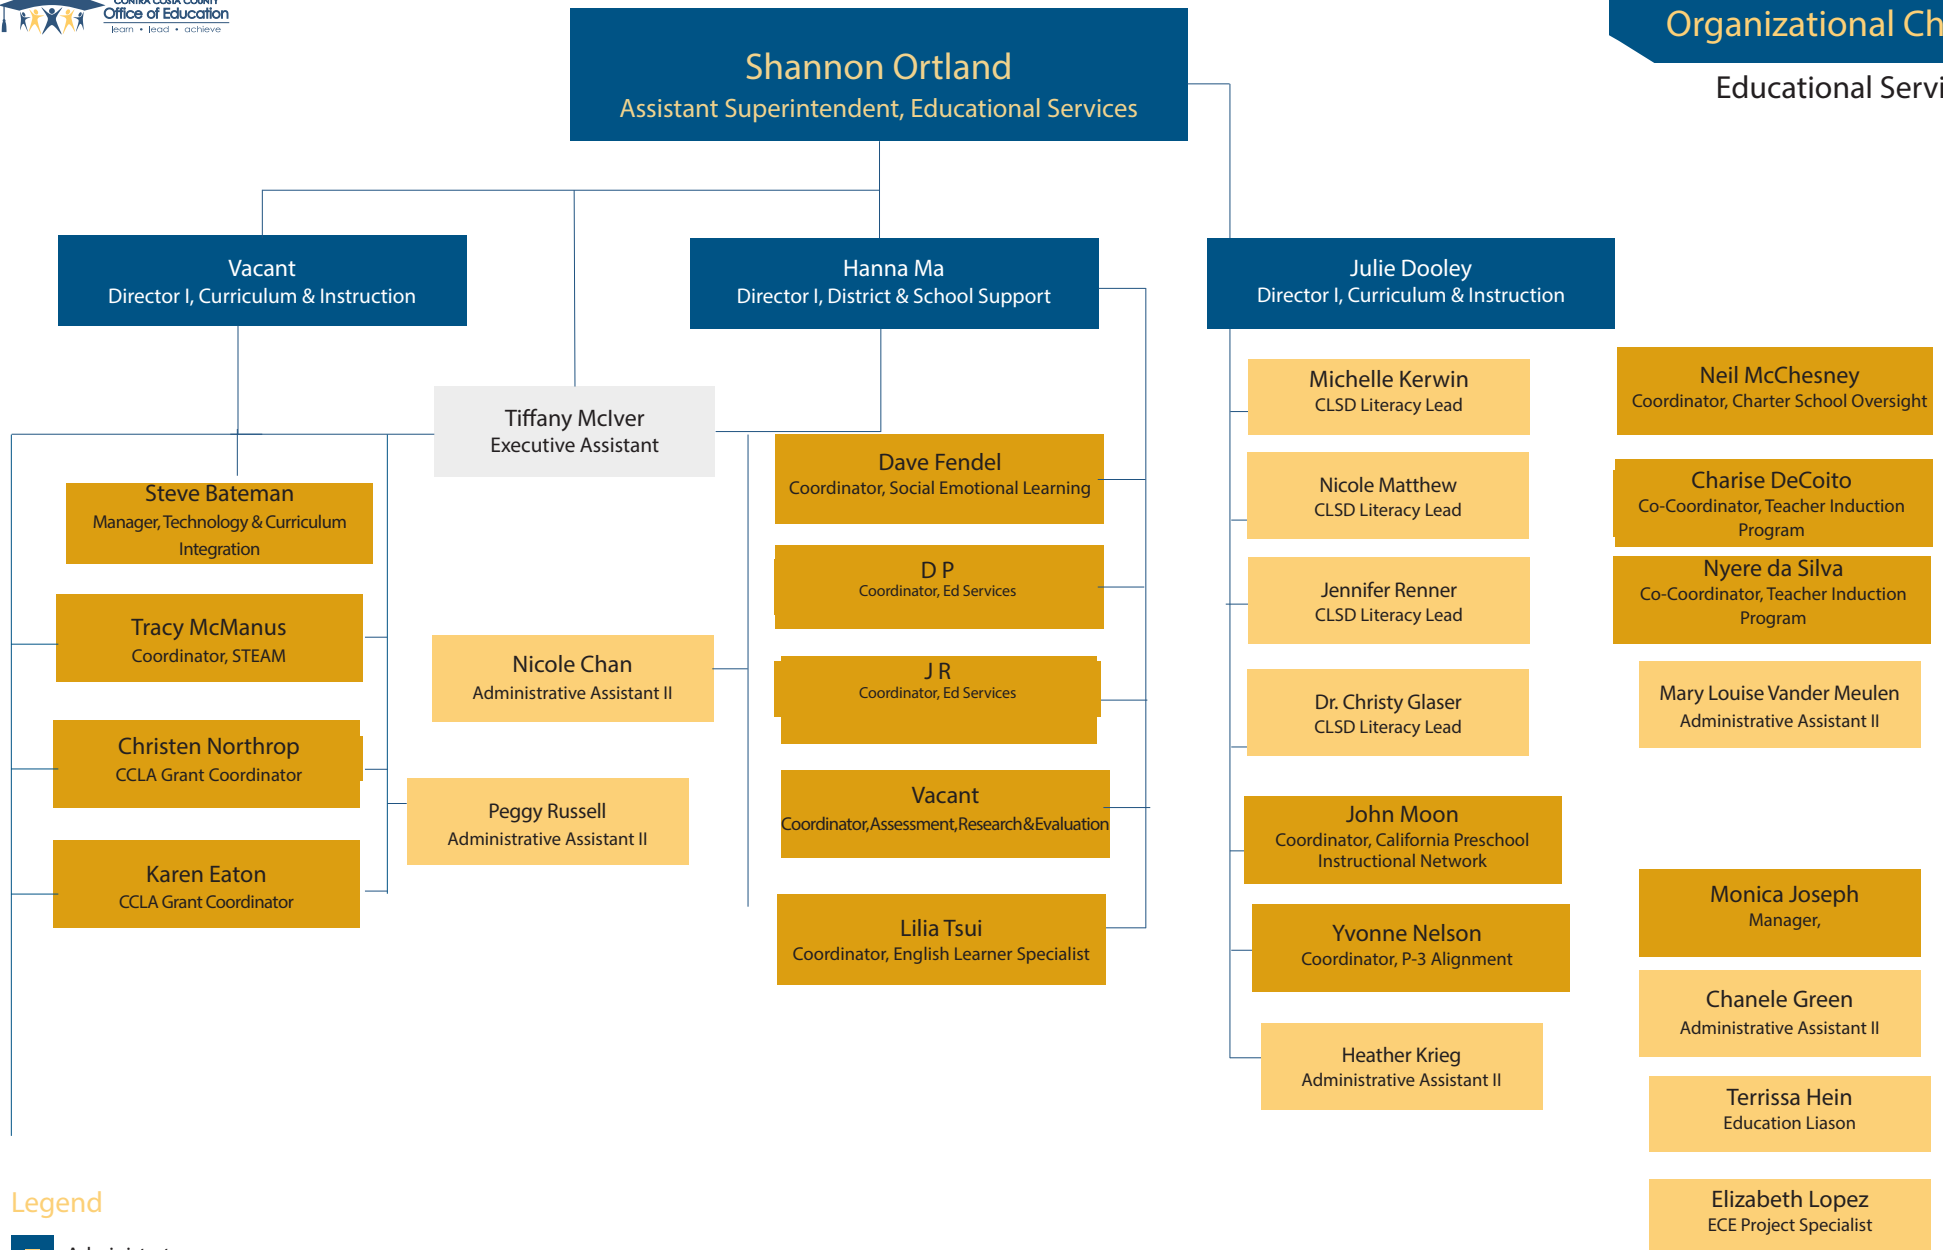 CONTRA COSTA COUNTY
Office of Education
learn • lead • achieve
Organizational Ch
Educational Servi
Shannon Ortland
Assistant Superintendent, Educational Services
Vacant
Director I, Curriculum & Instruction
Hanna Ma
Director I, District & School Support
Julie Dooley
Director I, Curriculum & Instruction
Tiffany McIver
Executive Assistant
Steve Bateman
Manager, Technology & Curriculum
Integration
Tracy McManus
Coordinator, STEAM
Christen Northrop
CCLA Grant Coordinator
Karen Eaton
CCLA Grant Coordinator
Nicole Chan
Administrative Assistant II
Peggy Russell
Administrative Assistant II
Dave Fendel
Coordinator, Social Emotional Learning
D P
Coordinator, Ed Services
J R
Coordinator, Ed Services
Vacant
Coordinator, Assessment, Research & Evaluation
Lilia Tsui
Coordinator, English Learner Specialist
Michelle Kerwin
CLSD Literacy Lead
Nicole Matthew
CLSD Literacy Lead
Jennifer Renner
CLSD Literacy Lead
Dr. Christy Glaser
CLSD Literacy Lead
John Moon
Coordinator, California Preschool
Instructional Network
Yvonne Nelson
Coordinator, P-3 Alignment
Heather Krieg
Administrative Assistant II
Neil McChesney
Coordinator, Charter School Oversight
Charise DeCoito
Co-Coordinator, Teacher Induction
Program
Nyere da Silva
Co-Coordinator, Teacher Induction
Program
Mary Louise Vander Meulen
Administrative Assistant II
Monica Joseph
Manager,
Chanele Green
Administrative Assistant II
Terrissa Hein
Education Liason
Elizabeth Lopez
ECE Project Specialist
Legend